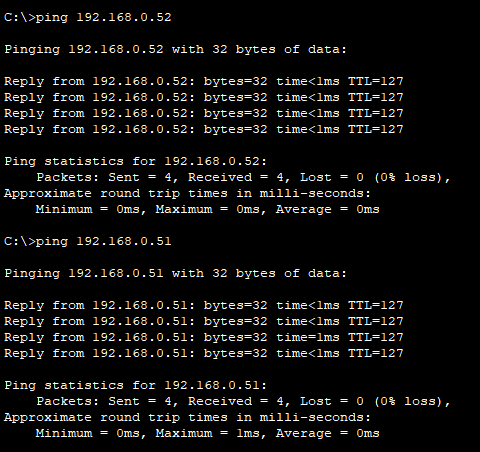 C:\>ping 192.168.0.52
Pinging 192.168.0.52 with 32 bytes of data:
Reply from 192.168.0.52: bytes=32 time<1ms TTL=127
Reply from 192.168.0.52: bytes=32 time<1ms TTL=127
Reply from 192.168.0.52: bytes=32 time<1ms TTL=127
Reply from 192.168.0.52: bytes=32 time<1ms TTL=127
Ping statistics for 192.168.0.52:
Packets: Sent = 4, Received = 4, Lost = 0 (0% loss),
Approximate round trip times in milli-seconds:
Minimum = 0ms, Maximum = 0ms, Average = 0ms
C:\>ping 192.168.0.51
Pinging 192.168.0.51 with 32 bytes of data:
Reply from 192.168.0.51: bytes=32 time<1ms TTL=127
Reply from 192.168.0.51: bytes=32 time<1ms TTL=127
Reply from 192.168.0.51: bytes=32 time=1ms TTL=127
Reply from 192.168.0.51: bytes=32 time<1ms TTL=127
Ping statistics for 192.168.0.51:
Packets: Sent = 4, Received = 4, Lost = 0 (0% loss),
Approximate round trip times in milli-seconds:
Minimum = 0ms, Maximum = 1ms, Average = 0ms